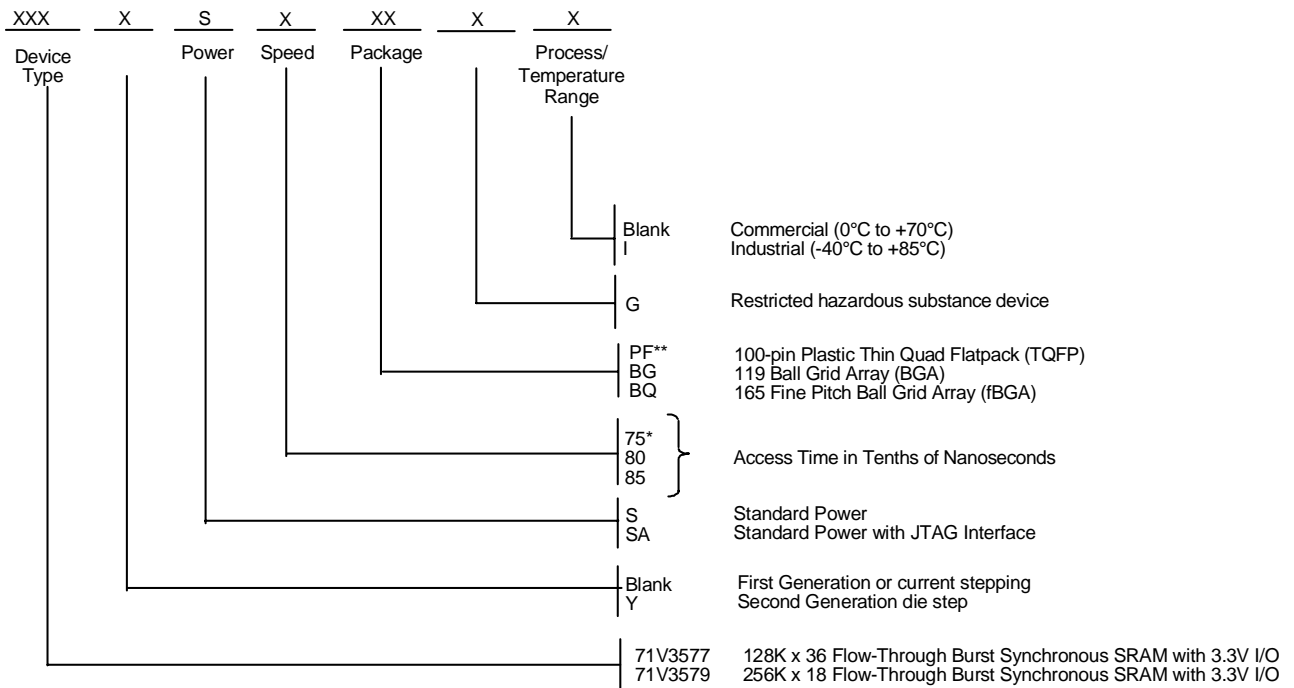 XXX X S X XX X X
Device Type Power Speed Package Process/ Temperature Range
Blank Commercial (0°C to +70°C)
I Industrial (-40°C to +85°C)
G Restricted hazardous substance device
PF** 100-pin Plastic Thin Quad Flatpack (TQFP)
BG 119 Ball Grid Array (BGA)
BQ 165 Fine Pitch Ball Grid Array (fBGA)
75*
80 Access Time in Tenths of Nanoseconds
85
S Standard Power
SA Standard Power with JTAG Interface
Blank First Generation or current stepping
Y Second Generation die step
71V3577 128K x 36 Flow-Through Burst Synchronous SRAM with 3.3V I/O
71V3579 256K x 18 Flow-Through Burst Synchronous SRAM with 3.3V I/O